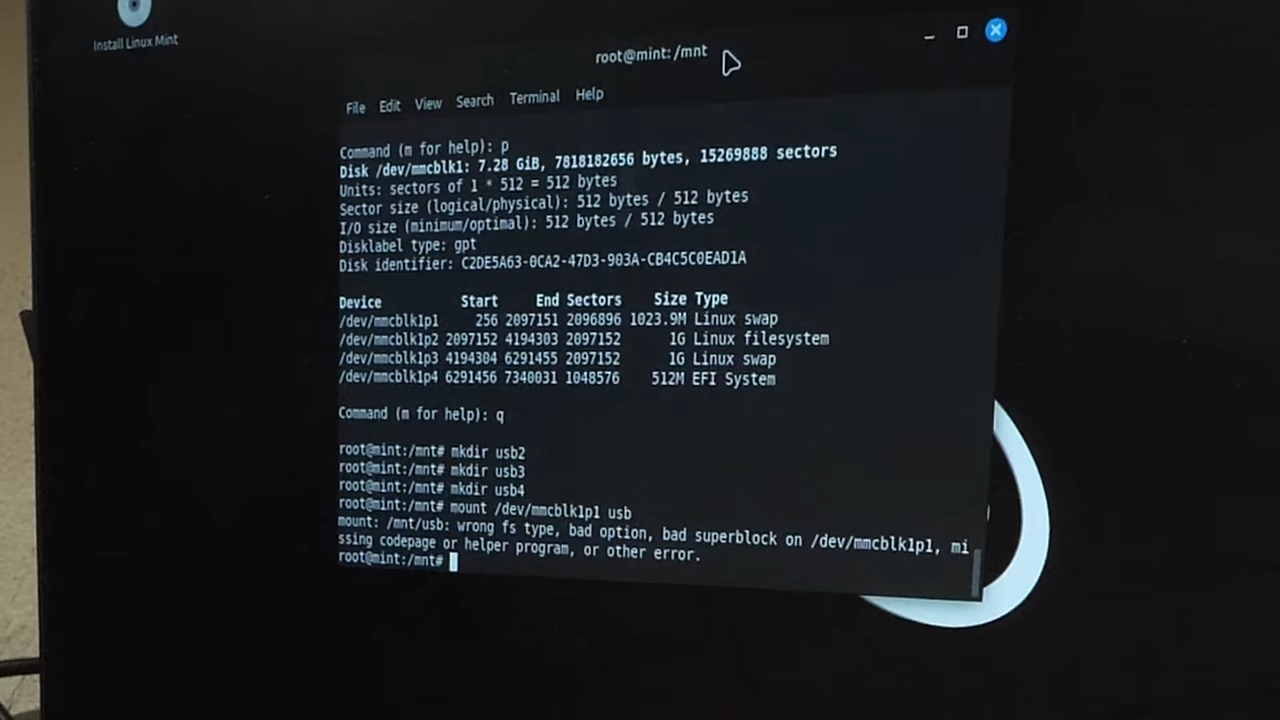 Install Linux Mint
root@mint: /mnt
File Edit View Search Terminal Help
Command (m for help): p
Disk /dev/mmcblk1: 7.28 GiB, 7818182656 bytes, 15269888 sectors
Units: sectors of 1 * 512 = 512 bytes
Sector size (logical/physical): 512 bytes / 512 bytes
I/O size (minimum/optimal): 512 bytes / 512 bytes
Disklabel type: gpt
Disk identifier: C2DE5A63-0CA2-47D3-903A-CB4C5C0EAD1A
Device Start End Sectors Size Type
/dev/mmcblk1p1 256 2097151 2096896 1023.9M Linux swap
/dev/mmcblk1p2 2097152 4194303 2097152 1G Linux filesystem
/dev/mmcblk1p3 4194304 6291455 2097152 1G Linux swap
/dev/mmcblk1p4 6291456 7340031 1048576 512M EFI System
Command (m for help): q
root@mint:/mnt# mkdir usb2
root@mint:/mnt# mkdir usb3
root@mint:/mnt# mkdir usb4
root@mint:/mnt# mount /dev/mmcblk1p1 usb
mount: /mnt/usb: wrong fs type, bad option, bad superblock on /dev/mmcblk1p1, mi
ssing codepage or helper program, or other error.
root@mint:/mnt#